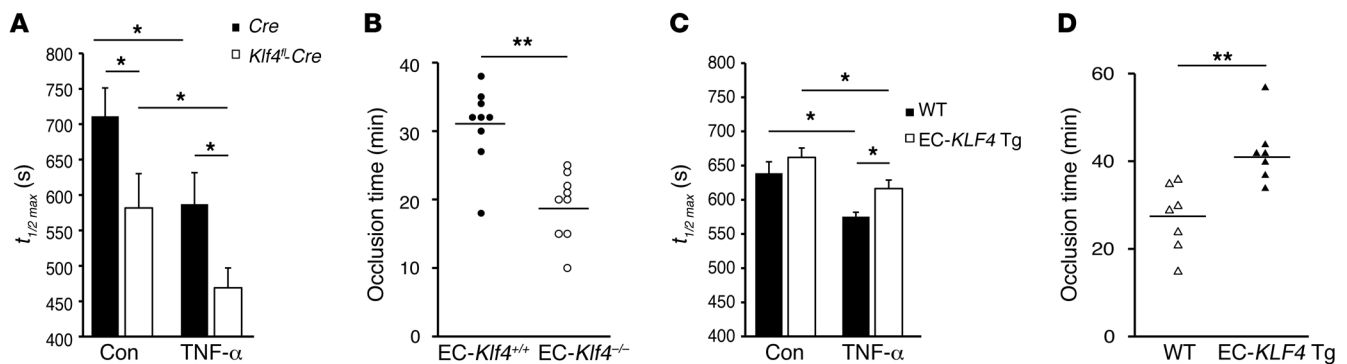 A
*
Cre
Klf4fl-Cre
*
*
*
800
750
700
650
600
550
500
450
400
t1/2 max (s)
Con
TNF-α
B
**
40
30
20
10
0
Occlusion time (min)
EC-Klf4+/+
EC-Klf4–/–
C
*
*
*
WT
EC-KLF4 Tg
800
750
700
650
600
550
500
450
400
t1/2 max (s)
Con
TNF-α
D
**
60
40
20
0
Occlusion time (min)
WT
EC-KLF4 Tg